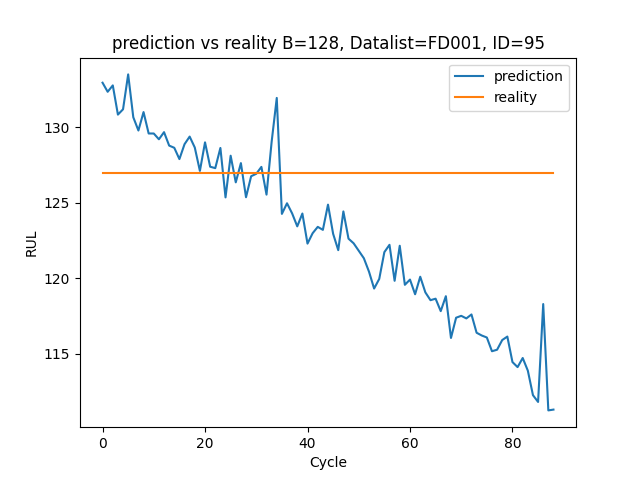 prediction vs reality B=128, Datalist=FD001, ID=95
prediction
reality
130
125
120
115
RUL
0 20 40 60 80
Cycle